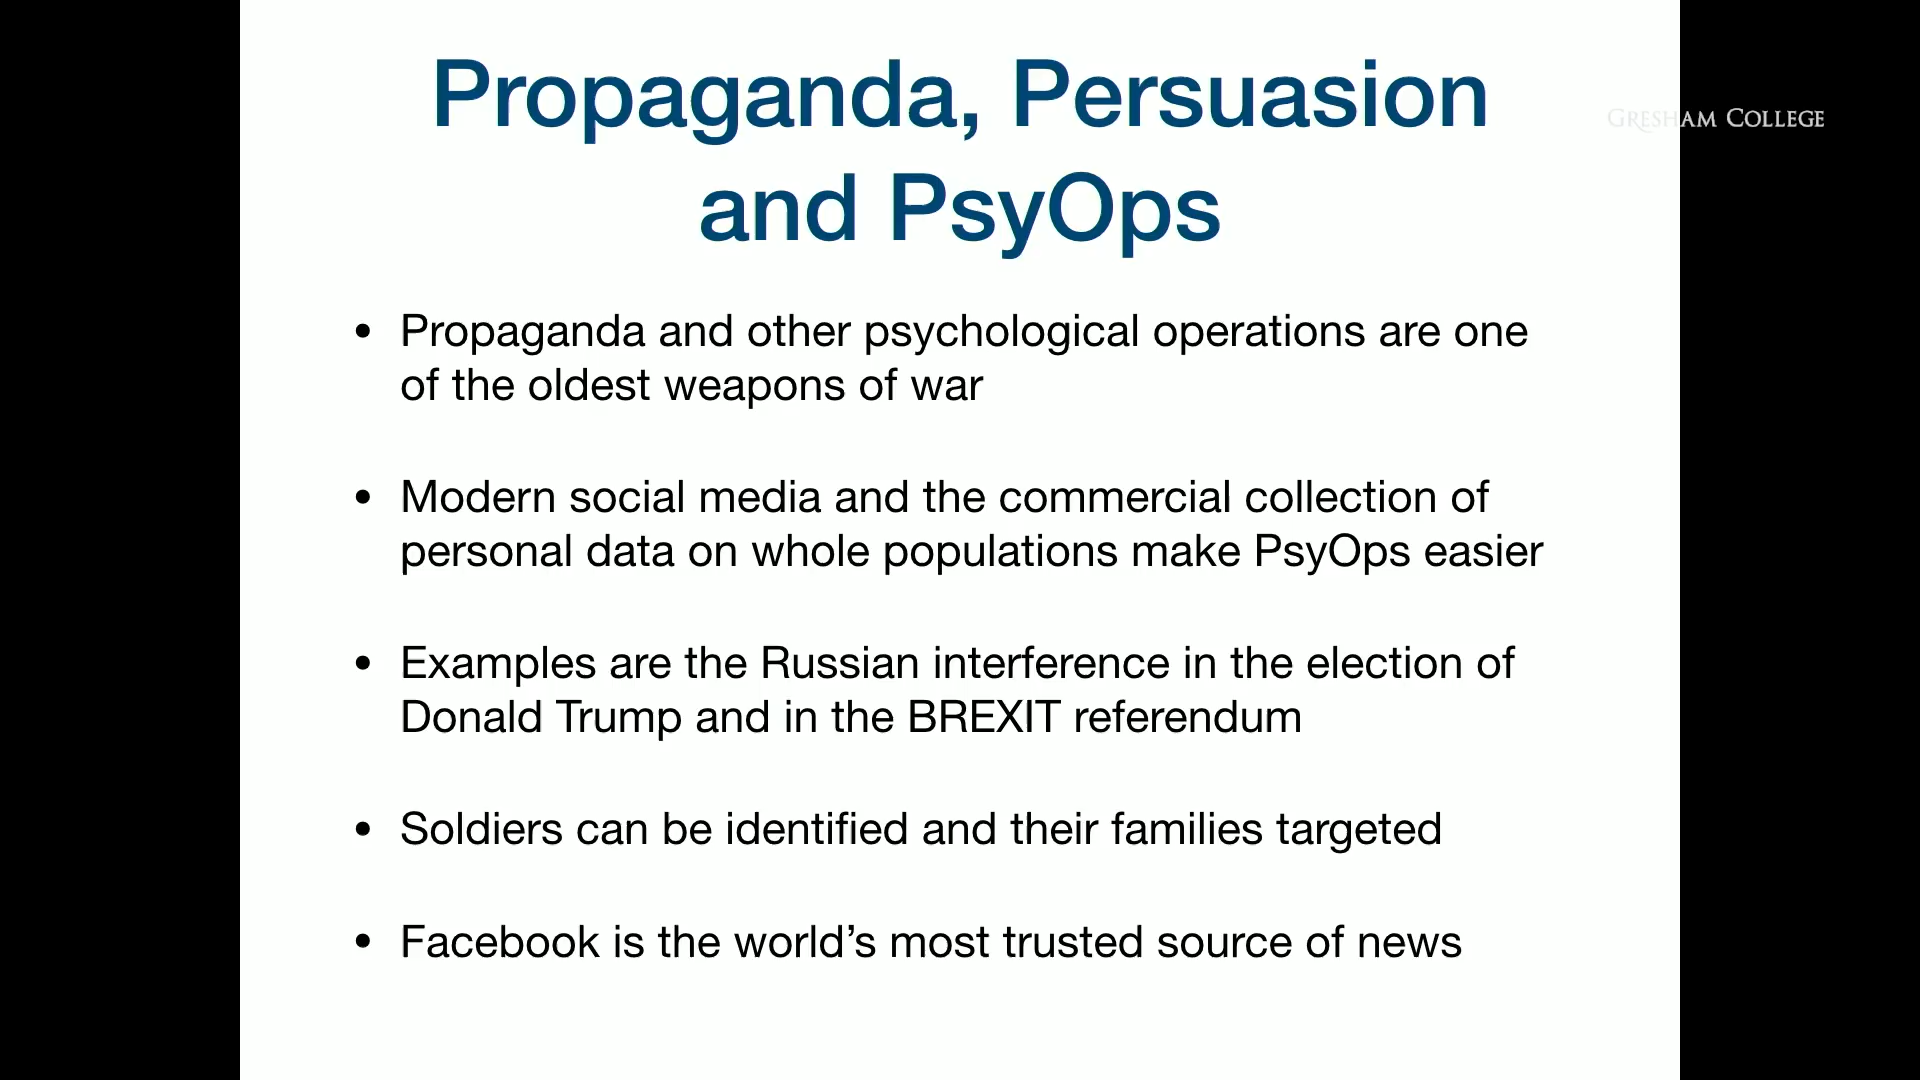 Propaganda, Persuasion
and PsyOps
GRESHAM COLLEGE
• Propaganda and other psychological operations are one
of the oldest weapons of war
• Modern social media and the commercial collection of
personal data on whole populations make PsyOps easier
• Examples are the Russian interference in the election of
Donald Trump and in the BREXIT referendum
• Soldiers can be identified and their families targeted
• Facebook is the world’s most trusted source of news